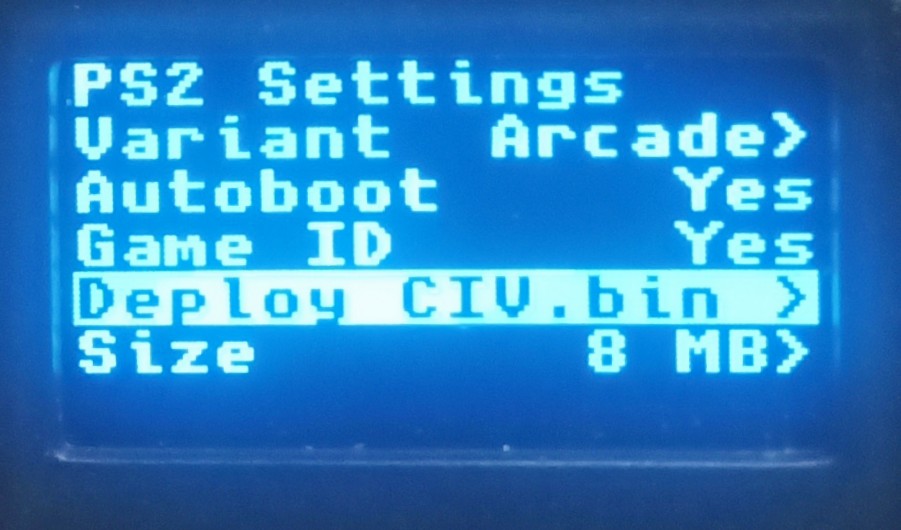 PS2 Settings
Variant Arcade>
Autoboot Yes
Game ID Yes
Deploy CIV.bin >
Size 8 MB>